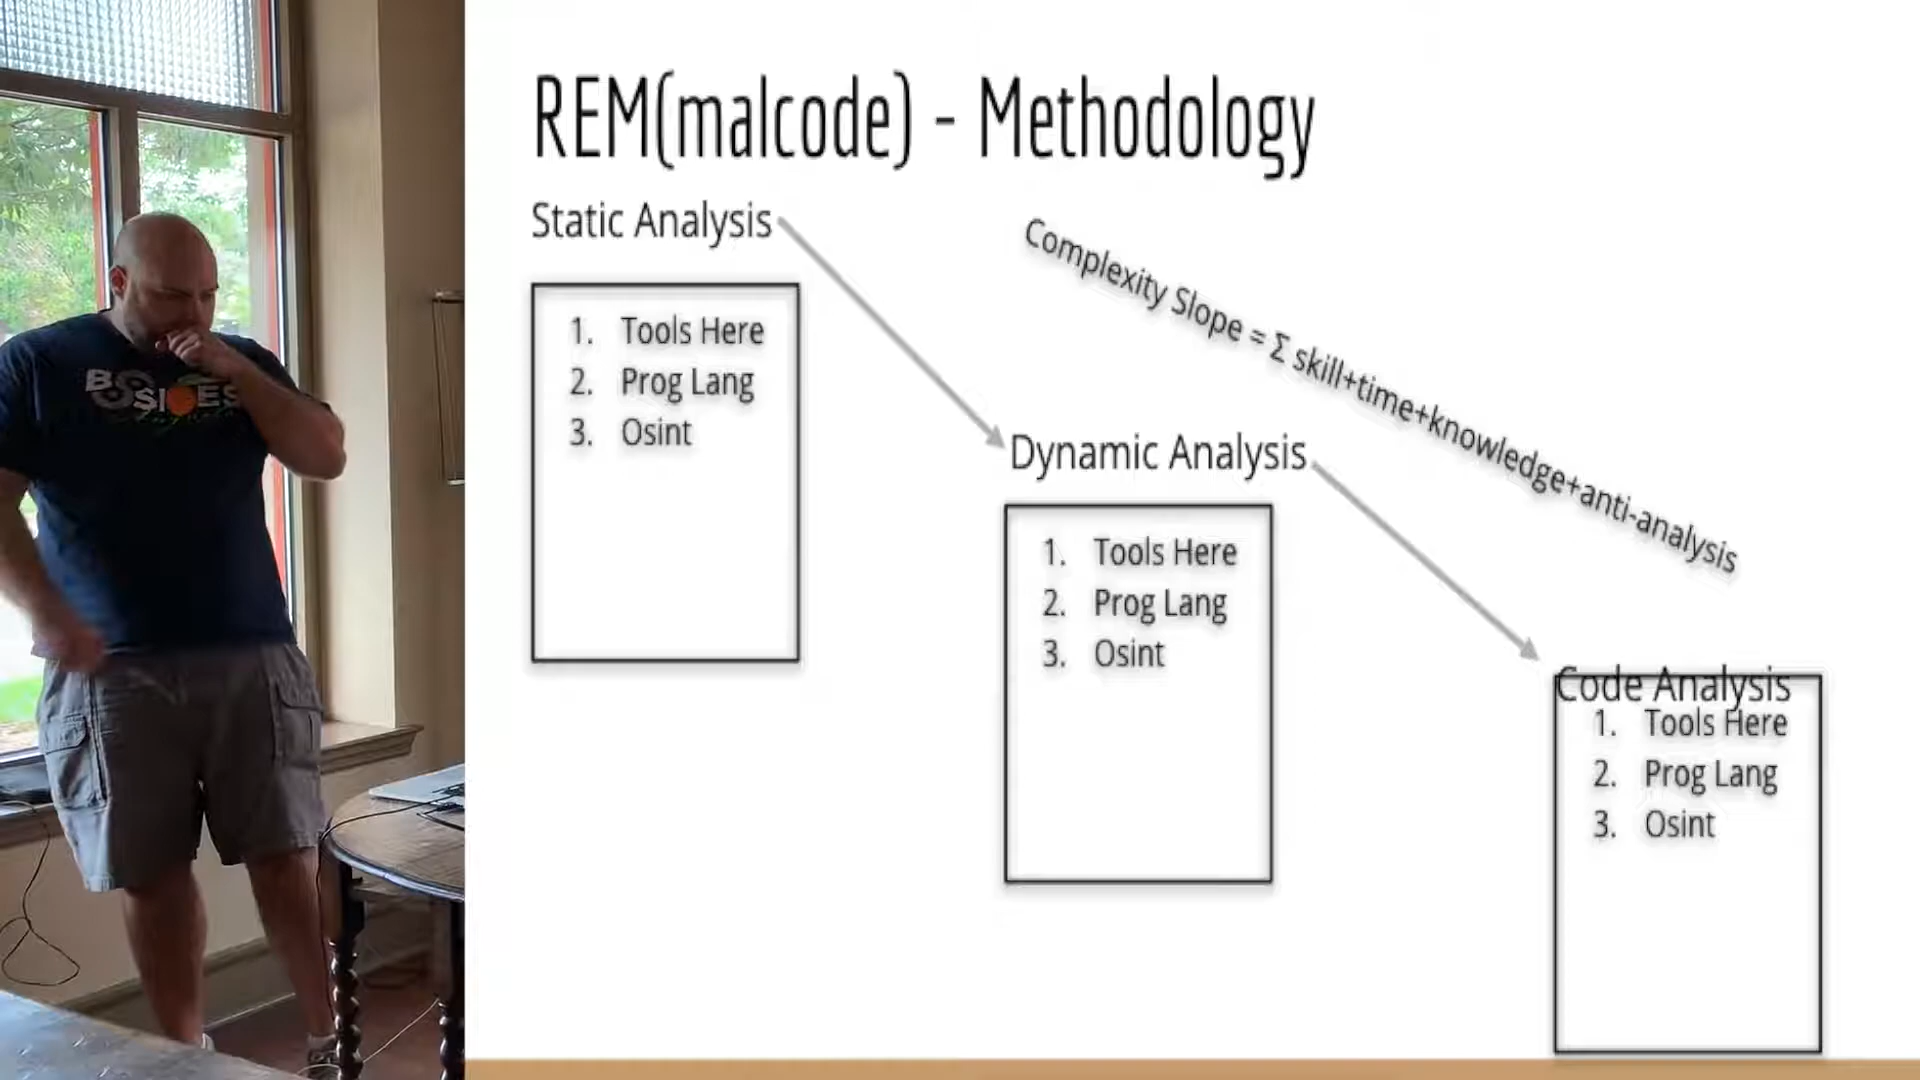 REM(malcode) - Methodology
Static Analysis
1. Tools Here
2. Prog Lang
3. Osint
Complexity Slope = Σ skill+time+knowledge+anti-analysis
Dynamic Analysis
1. Tools Here
2. Prog Lang
3. Osint
Code Analysis
1. Tools Here
2. Prog Lang
3. Osint
BSIDES